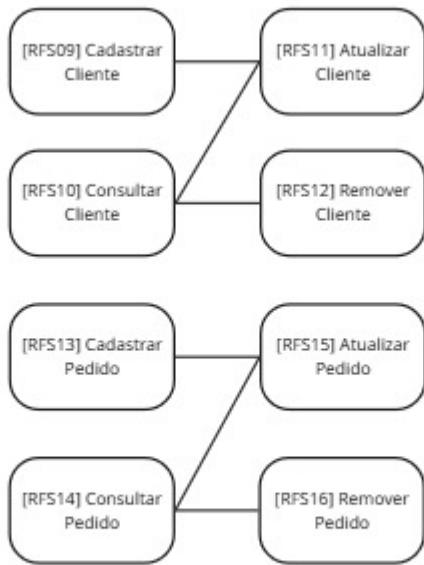 [RFS09] Cadastrar
Cliente
[RFS11] Atualizar
Cliente
[RFS10] Consultar
Cliente
[RFS12] Remover
Cliente
[RFS13] Cadastrar
Pedido
[RFS15] Atualizar
Pedido
[RFS14] Consultar
Pedido
[RFS16] Remover
Pedido